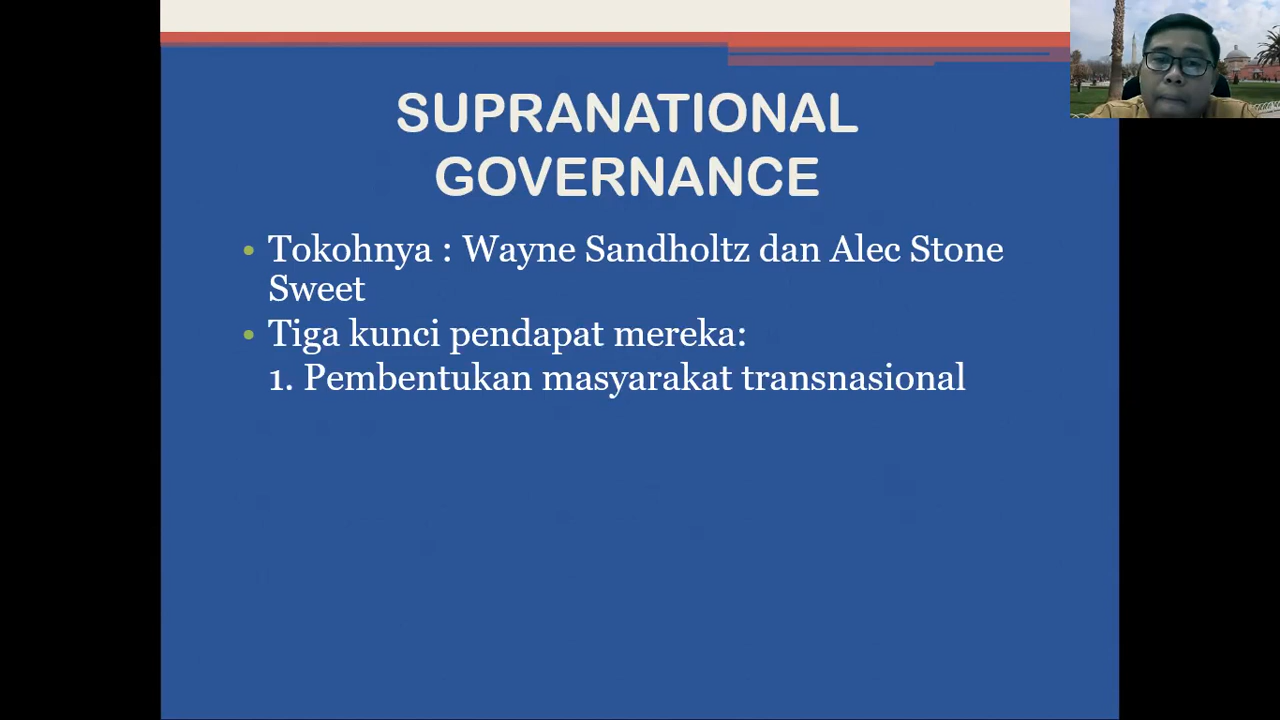 SUPRANATIONAL
GOVERNANCE
• Tokohnya : Wayne Sandholtz dan Alec Stone
Sweet
• Tiga kunci pendapat mereka:
1. Pembentukan masyarakat transnasional